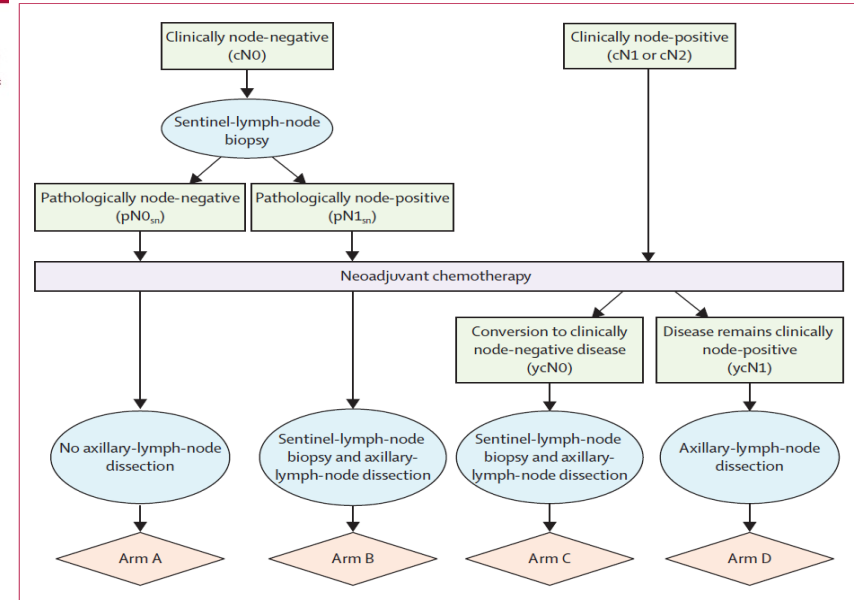 Clinically node-negative
(cN0)
Clinically node-positive
(cN1 or cN2)
Sentinel-lymph-node
biopsy
Pathologically node-negative
(pN0sn)
Pathologically node-positive
(pN1sn)
Neoadjuvant chemotherapy
Conversion to clinically
node-negative disease
(ycN0)
Disease remains clinically
node-positive
(ycN1)
No axillary-lymph-node
dissection
Sentinel-lymph-node
biopsy and axillary-
lymph-node dissection
Sentinel-lymph-node
biopsy and axillary-
lymph-node dissection
Axillary-lymph-node
dissection
Arm A
Arm B
Arm C
Arm D